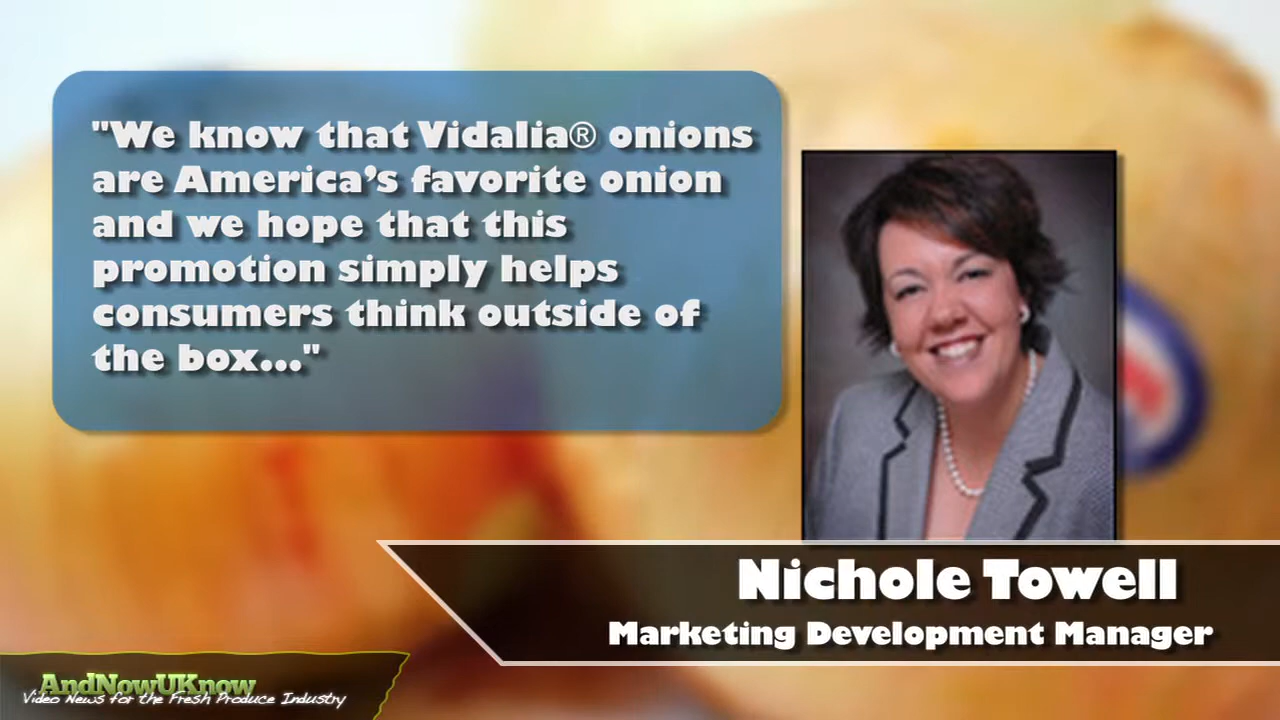 "We know that Vidalia® onions
are America’s favorite onion
and we hope that this
promotion simply helps
consumers think outside of
the box..."
Nichole Towell
Marketing Development Manager
AndNowUKnow
Video News for the Fresh Produce Industry